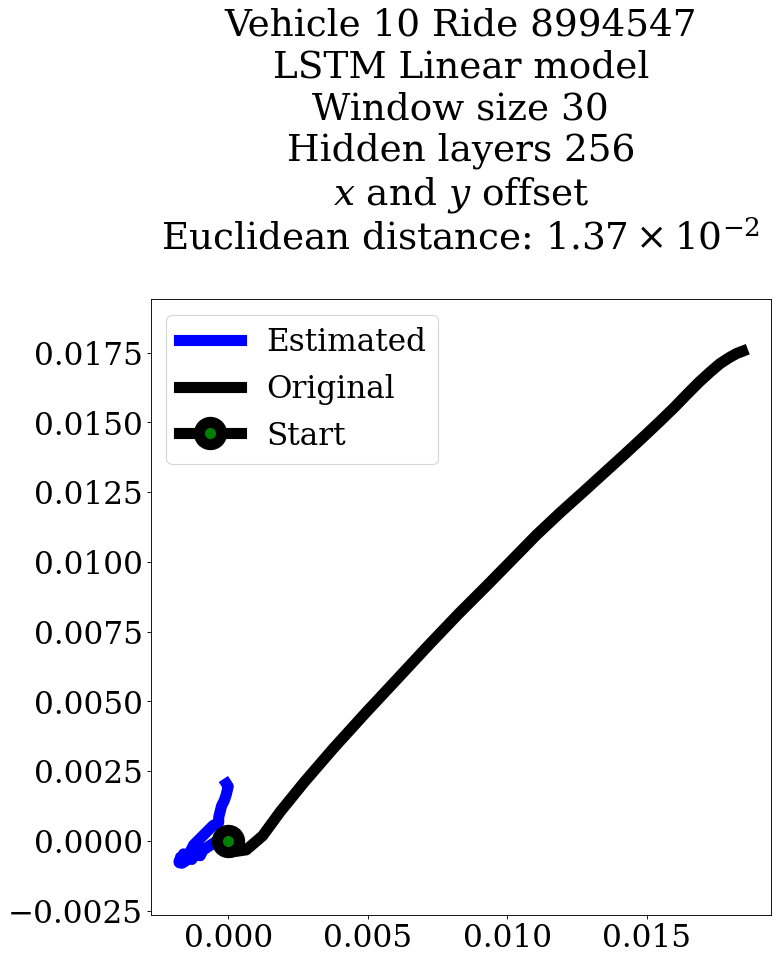 Vehicle 10 Ride 8994547
LSTM Linear model
Window size 30
Hidden layers 256
x and y offset
Euclidean distance: 1.37 × 10⁻²
Estimated
Original
Start
0.0175
0.0150
0.0125
0.0100
0.0075
0.0050
0.0025
0.0000
−0.0025
0.000 0.005 0.010 0.015